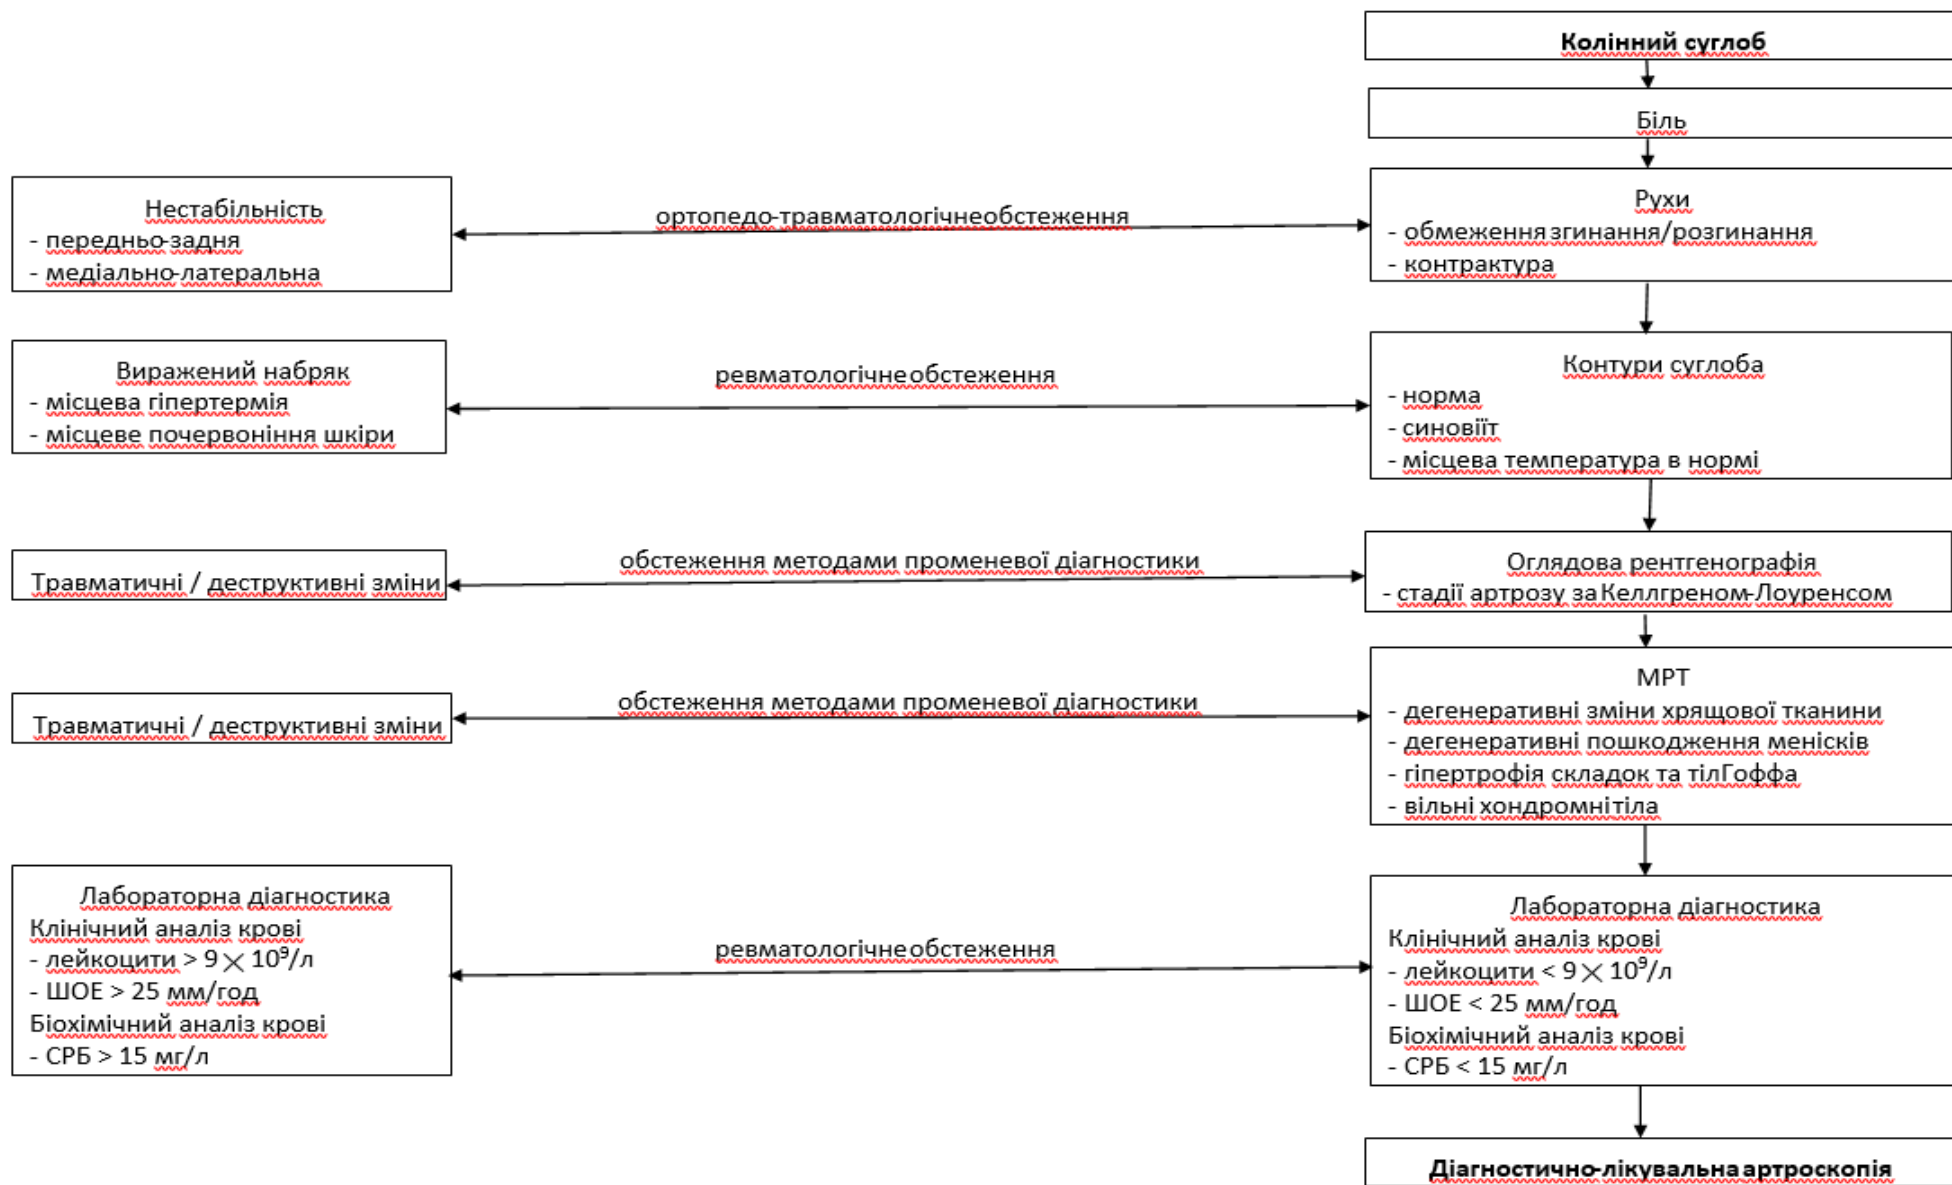 Колінний суглоб
Біль
Нестабільність
- передньо-задня
- медіально-латеральна
ортопедо-травматологічнеобстеження
Рухи
- обмеження згинання/розгинання
- контрактура
Виражений набряк
- місцева гіпертермія
- місцеве почервоніння шкіри
ревматологічне обстеження
Контури суглоба
- норма
- синовіїт
- місцева температура в нормі
Травматичні / деструктивні зміни
обстеження методами променевої діагностики
Оглядова рентгенографія
- стадії артрозу за Келлгреном-Лоуренсом
Травматичні / деструктивні зміни
обстеження методами променевої діагностики
МРТ
- дегенеративні зміни хрящової тканини
- дегенеративні пошкодження менісків
- гіпертрофія складок та тіл Гоффа
- вільні хондромні тіла
Лабораторна діагностика
Клінічний аналіз крові
- лейкоцити > 9 × 10⁹/л
- ШОЕ > 25 мм/год
Біохімічний аналіз крові
- СРБ > 15 мг/л
ревматологічне обстеження
Лабораторна діагностика
Клінічний аналіз крові
- лейкоцити < 9 × 10⁹/л
- ШОЕ < 25 мм/год
Біохімічний аналіз крові
- СРБ < 15 мг/л
Діагностично-лікувальна артроскопія